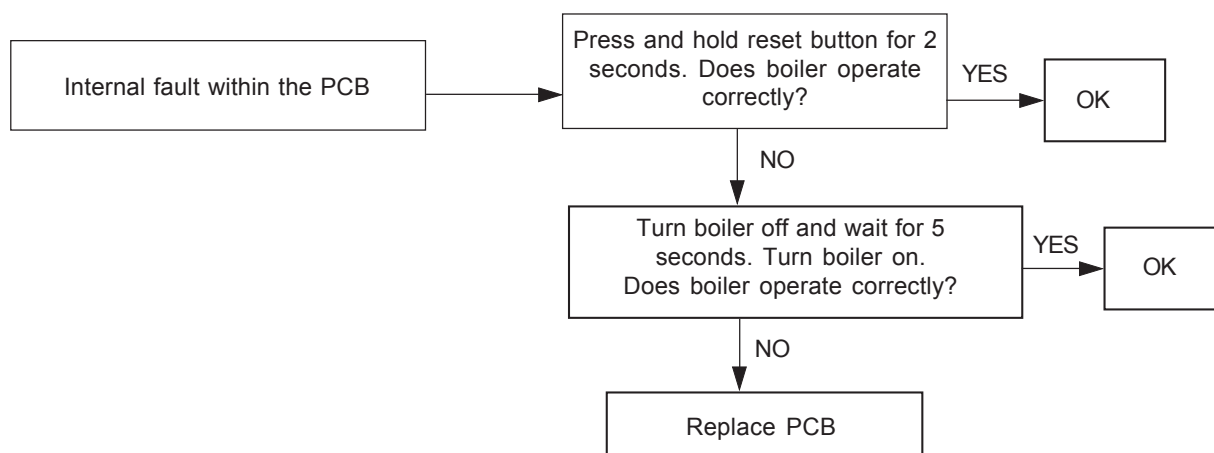 Internal fault within the PCB
Press and hold reset button for 2
seconds. Does boiler operate
correctly?
YES
OK
NO
Turn boiler off and wait for 5
seconds. Turn boiler on.
Does boiler operate correctly?
YES
OK
NO
Replace PCB